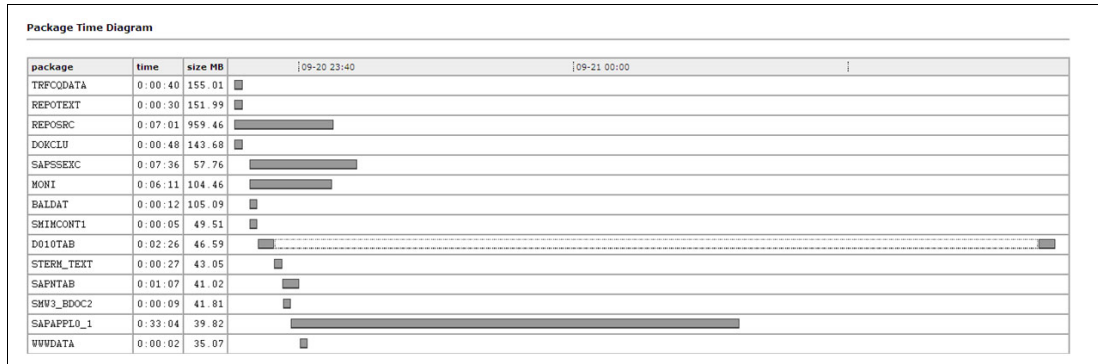 Package Time Diagram
package time size MB 09-20 23:40 09-21 00:00
TRFCQDATA 0:00:40 155.01
REPOTEXT 0:00:30 151.99
REPOSRC 0:07:01 959.46
DOKCLU 0:00:48 143.68
SAPSSEXC 0:07:36 57.76
MONI 0:06:11 104.46
BALDAT 0:00:12 105.09
SMIMCONT1 0:00:05 49.51
D010TAB 0:02:26 46.59
STERM_TEXT 0:00:27 43.05
SAPNTAB 0:01:07 41.02
SMW3_BDOC2 0:00:09 41.81
SAPAPPL0_1 0:33:04 39.82
WWWDATA 0:00:02 35.07